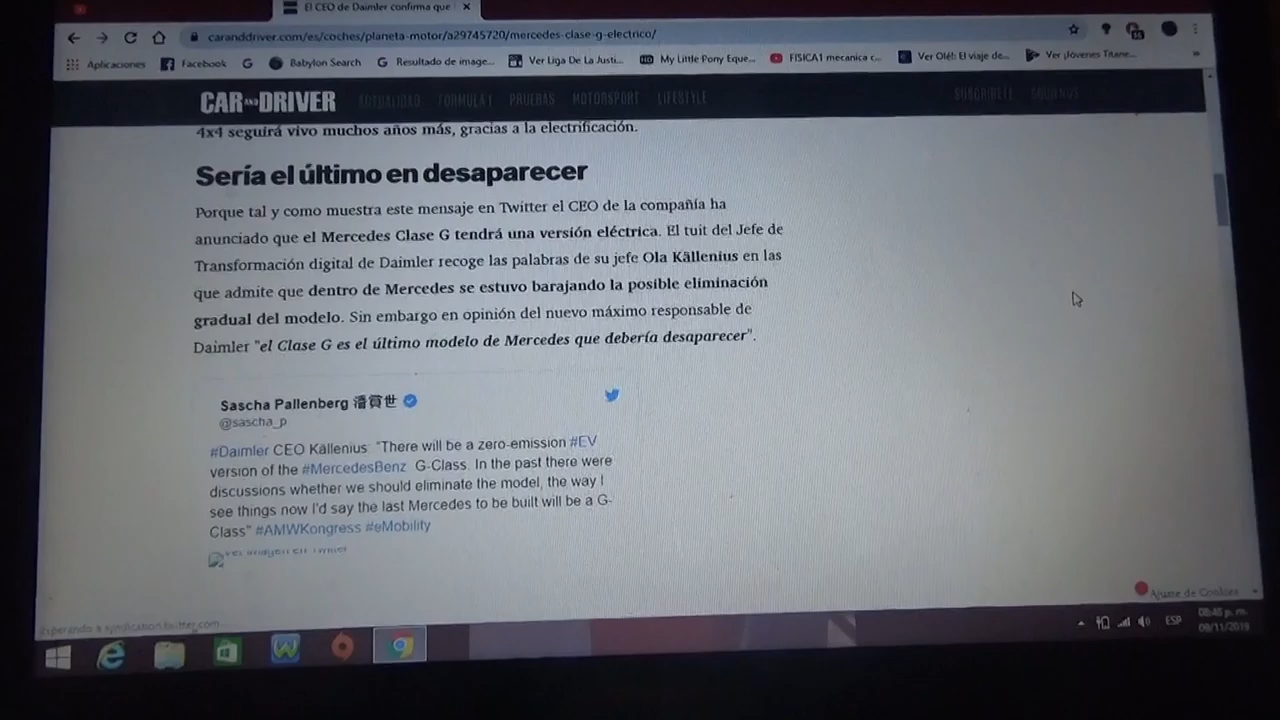 El CEO de Daimler confirma que
caranddriver.com/es/coches/planeta-motor/a29745720/mercedes-clase-g-electrico/
Aplicaciones Facebook Babylon Search Resultado de image... Ver Liga De La Justi... My Little Pony Eque... FISICA1 mecanica c... Ver Olé!: El viaje de... Ver ¡Jóvenes Titane...
CAR AND DRIVER ACTUALIDAD FÓRMULA 1 PRUEBAS MOTORSPORT LIFESTYLE SUSCRÍBETE SÍGUENOS
4x4 seguirá vivo muchos años más, gracias a la electrificación.
Sería el último en desaparecer
Porque tal y como muestra este mensaje en Twitter el CEO de la compañía ha
anunciado que el Mercedes Clase G tendrá una versión eléctrica. El tuit del Jefe de
Transformación digital de Daimler recoge las palabras de su jefe Ola Källenius en las
que admite que dentro de Mercedes se estuvo barajando la posible eliminación
gradual del modelo. Sin embargo en opinión del nuevo máximo responsable de
Daimler "el Clase G es el último modelo de Mercedes que debería desaparecer".
Sascha Pallenberg 潘賞世
@sascha_p
#Daimler CEO Källenius: "There will be a zero-emission #EV
version of the #MercedesBenz G-Class. In the past there were
discussions whether we should eliminate the model, the way I
see things now I'd say the last Mercedes to be built will be a G-
Class" #AMWKongress #eMobility
Ver imagen en Twitter
Ajuste de Cookies
Esperando a syndication.twitter.com...
ESP
08:45 p. m.
09/11/2019